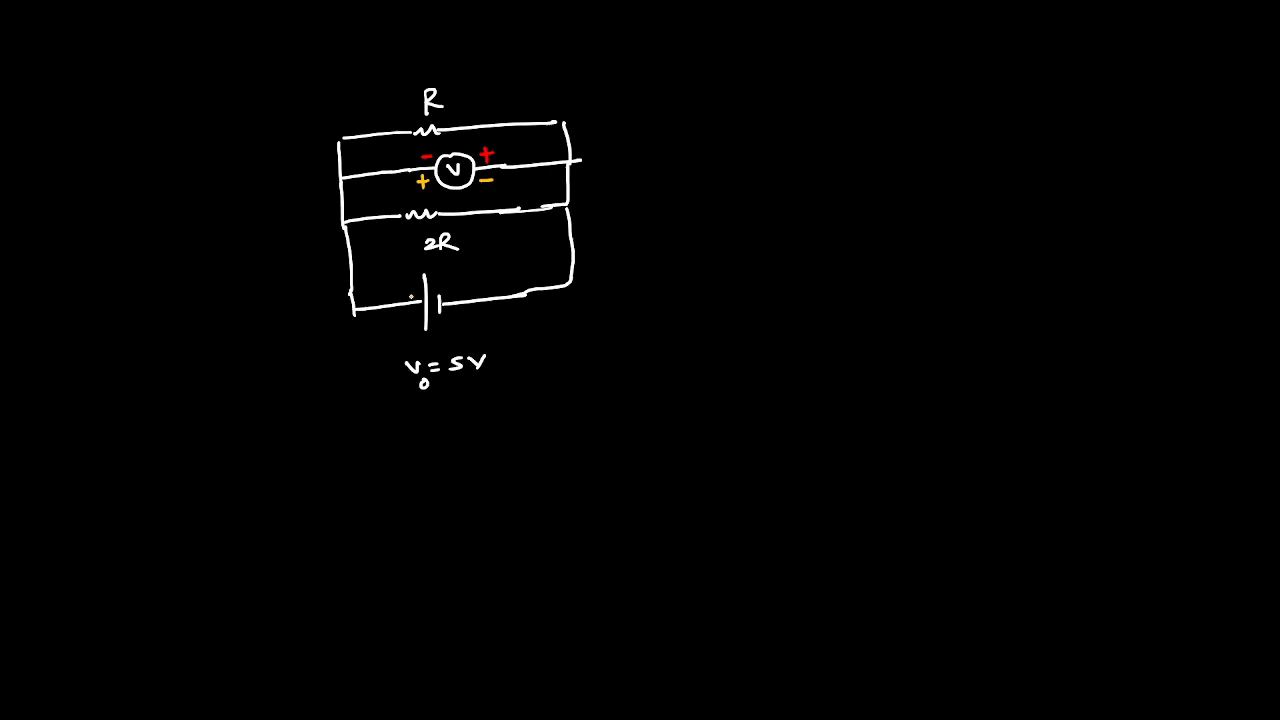 R
- +
V
+ -
2R
V₀ = 5V